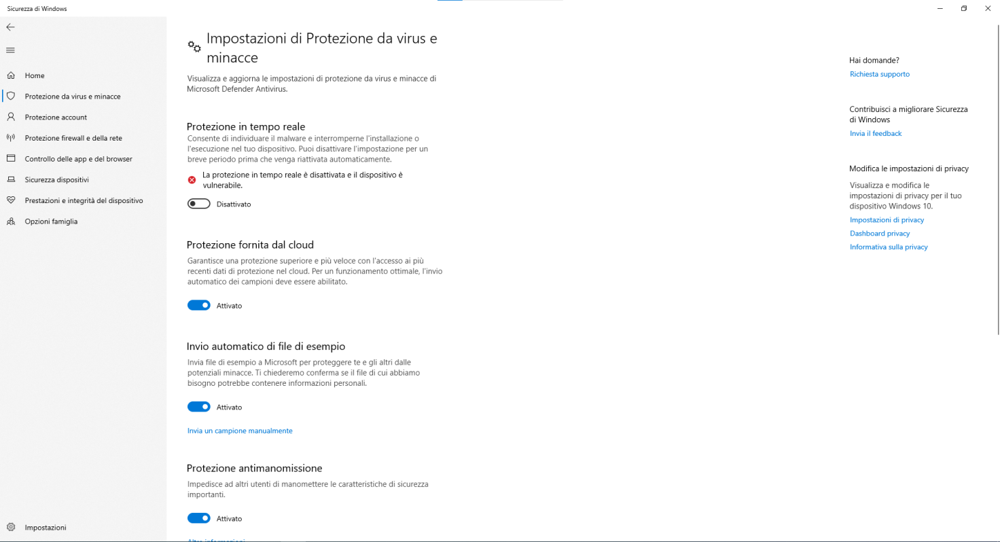 Sicurezza di Windows
Home
Protezione da virus e minacce
Protezione account
Protezione firewall e della rete
Controllo delle app e del browser
Sicurezza dispositivi
Prestazioni e integrità del dispositivo
Opzioni famiglia
Impostazioni
Impostazioni di Protezione da virus e
minacce
Visualizza e aggiorna le impostazioni di protezione da virus e minacce di
Microsoft Defender Antivirus.
Protezione in tempo reale
Consente di individuare il malware e interromperne l'installazione o
l'esecuzione nel tuo dispositivo. Puoi disattivare l'impostazione per un
breve periodo prima che venga riattivata automaticamente.
La protezione in tempo reale è disattivata e il dispositivo è
vulnerabile.
Disattivato
Protezione fornita dal cloud
Garantisce una protezione superiore e più veloce con l'accesso ai più
recenti dati di protezione nel cloud. Per un funzionamento ottimale, l'invio
automatico dei campioni deve essere abilitato.
Attivato
Invio automatico di file di esempio
Invia file di esempio a Microsoft per proteggere te e gli altri dalle
potenziali minacce. Ti chiederemo conferma se il file di cui abbiamo
bisogno potrebbe contenere informazioni personali.
Attivato
Invia un campione manualmente
Protezione antimanomissione
Impedisce ad altri utenti di manomettere le caratteristiche di sicurezza
importanti.
Attivato
Altre informazioni
Hai domande?
Richiesta supporto
Contribuisci a migliorare Sicurezza
di Windows
Invia il feedback
Modifica le impostazioni di privacy
Visualizza e modifica le
impostazioni di privacy per il tuo
dispositivo Windows 10.
Impostazioni di privacy
Dashboard privacy
Informativa sulla privacy